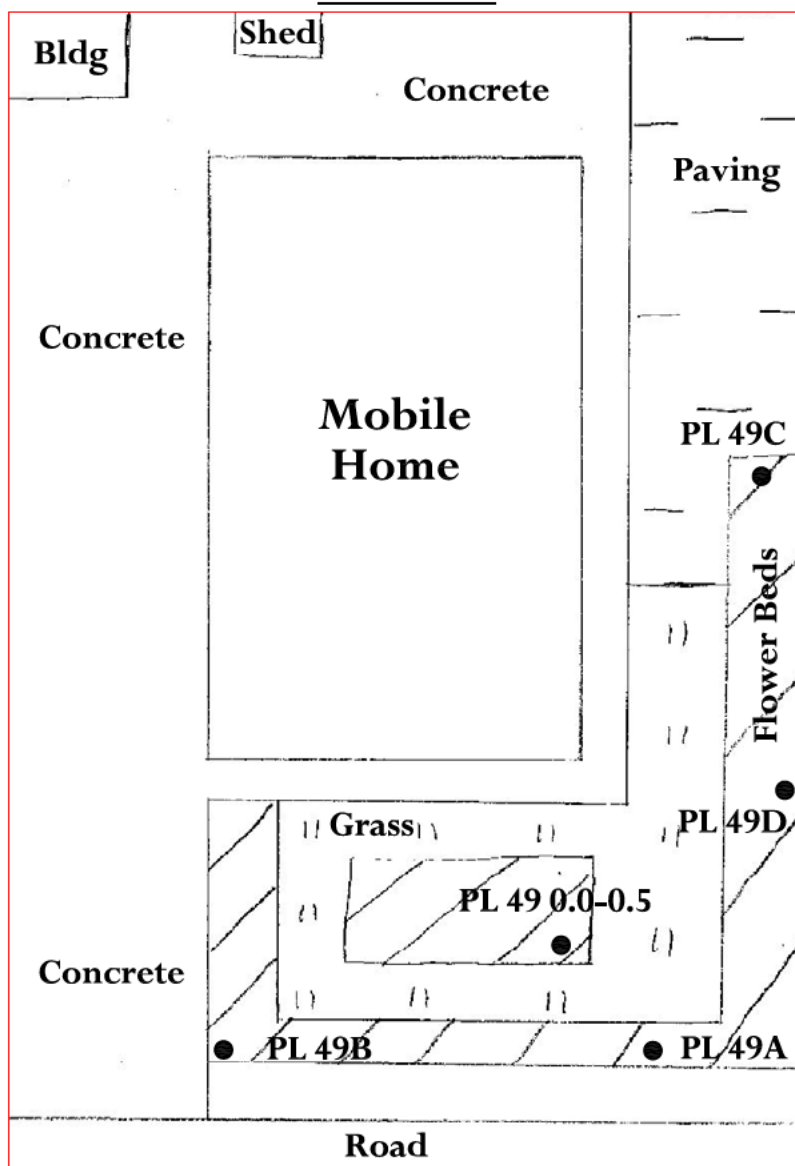 Shed
Bldg
Concrete
Paving
Concrete
Mobile
Home
PL 49C
Flower Beds
Grass
PL 49D
PL 49 0.0-0.5
Concrete
PL 49B
PL 49A
Road